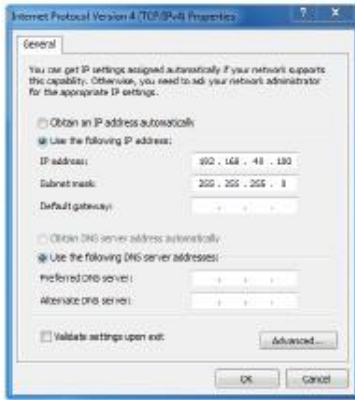 Internet Protocol Version 4 (TCP/IPv4) Properties
General
You can get IP settings assigned automatically if your network supports
this capability. Otherwise, you need to ask your network administrator
for the appropriate IP settings.
Obtain an IP address automatically
Use the following IP address:
IP address: 192 . 168 . 40 . 100
Subnet mask: 255 . 255 . 255 . 0
Default gateway: . . .
Obtain DNS server address automatically
Use the following DNS server addresses:
Preferred DNS server: . . .
Alternate DNS server: . . .
Validate settings upon exit
Advanced...
OK Cancel